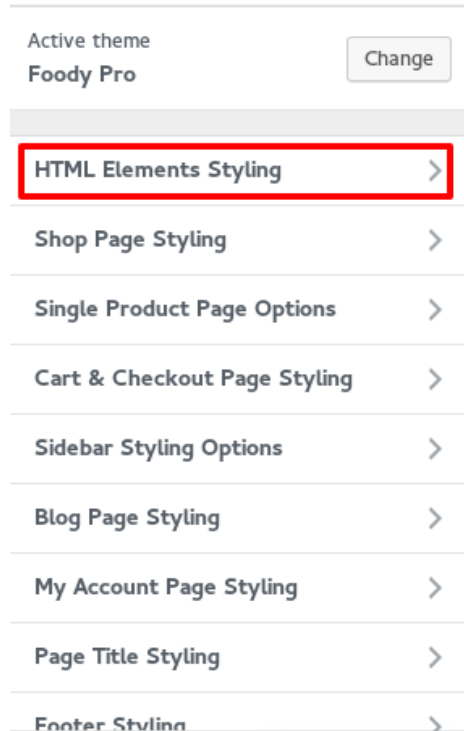 Active theme
Foody Pro
Change
HTML Elements Styling
Shop Page Styling
Single Product Page Options
Cart & Checkout Page Styling
Sidebar Styling Options
Blog Page Styling
My Account Page Styling
Page Title Styling
Footer Styling